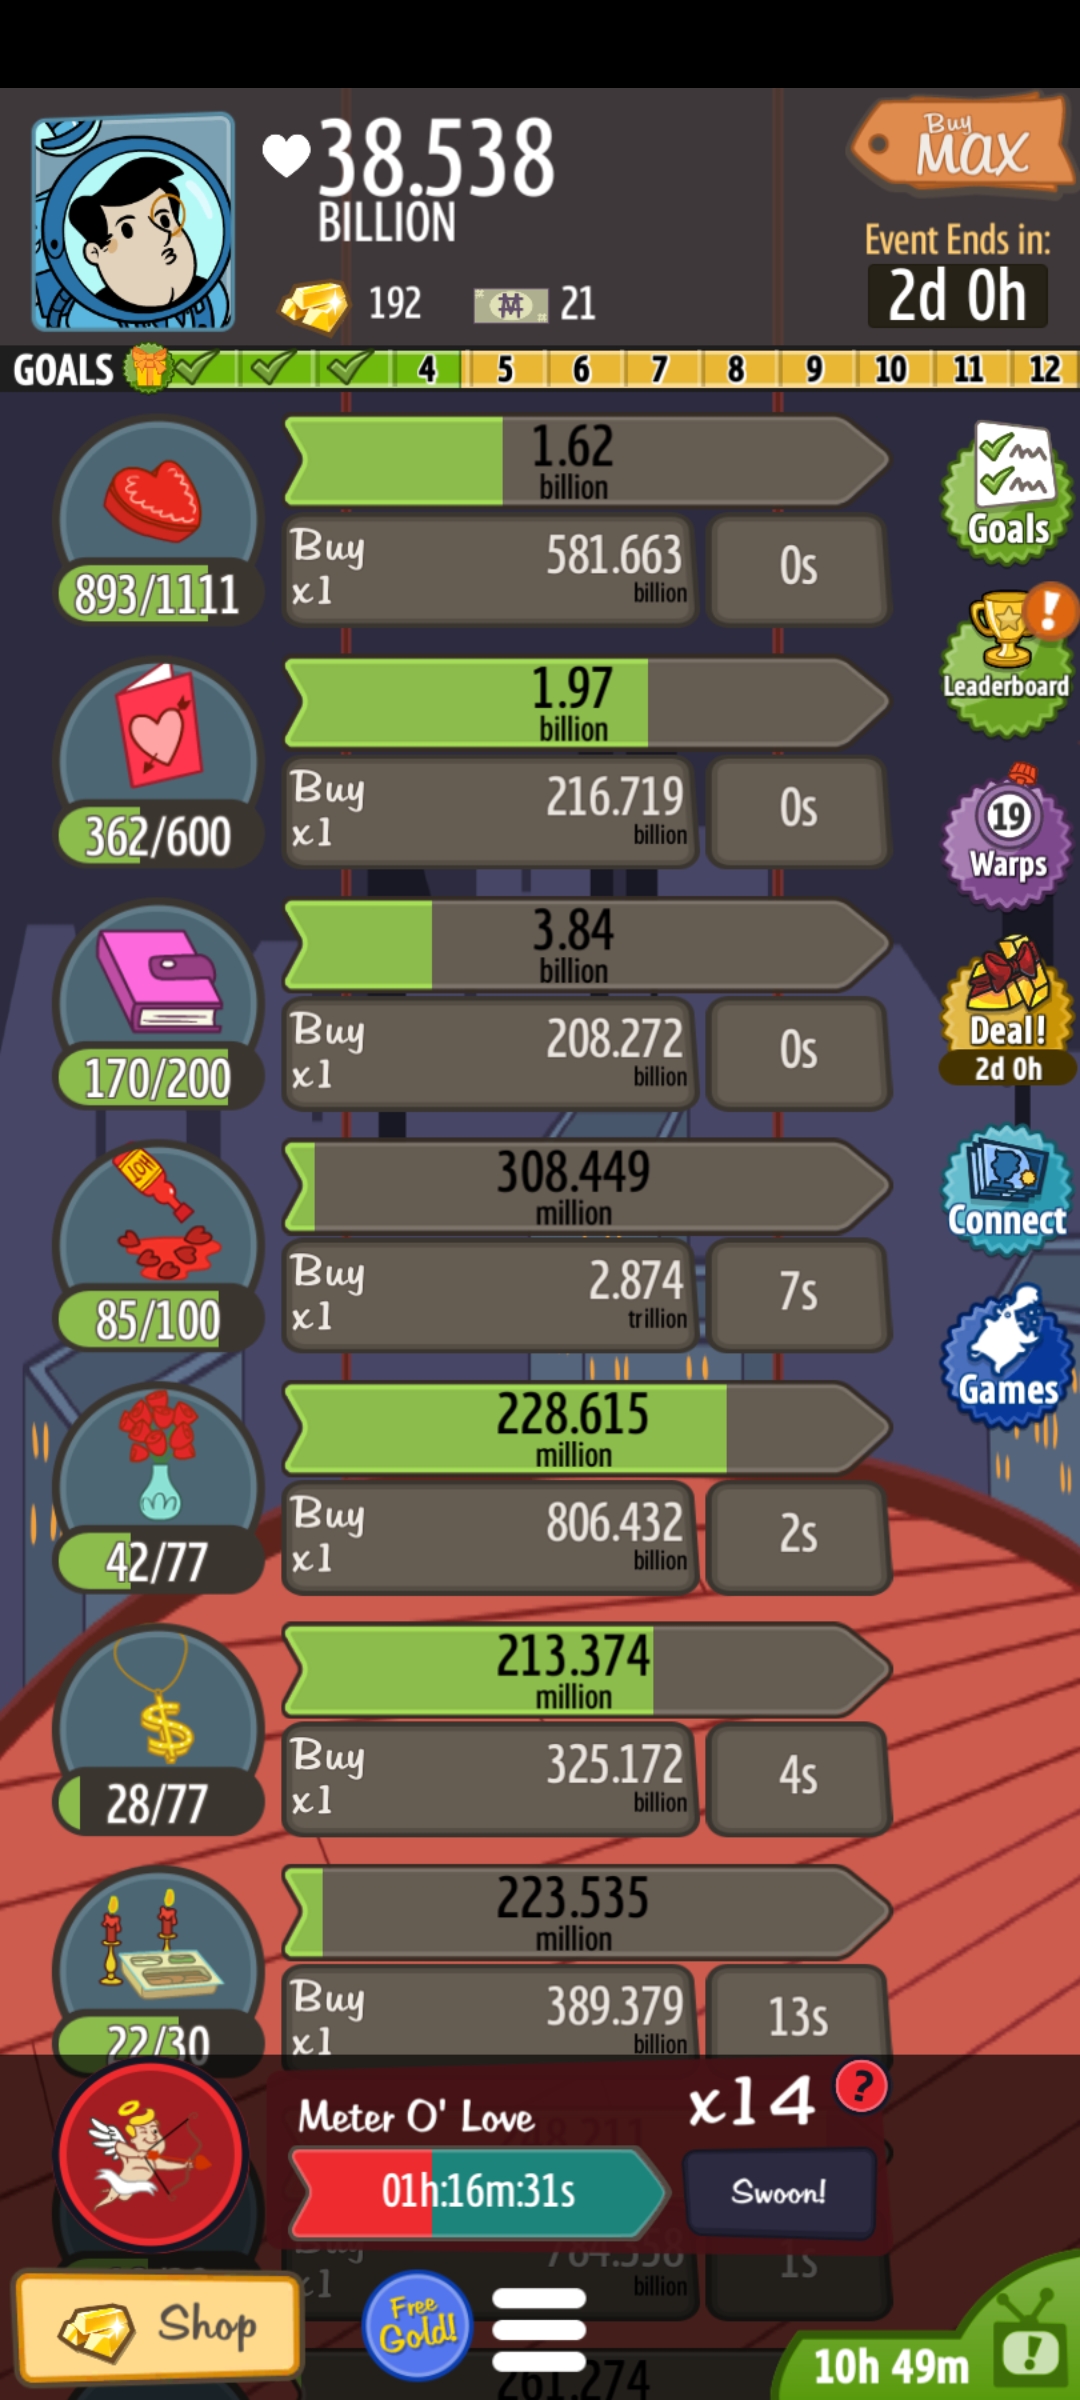 38.538
BILLION
Buy
MAX
Event Ends in:
2d 0h
192
21
GOALS
4
5
6
7
8
9
10
11
12
1.62
billion
Buy
x1
581.663
billion
0s
893/1111
Goals
1.97
billion
Buy
x1
216.719
billion
0s
362/600
Leaderboard
19
Warps
3.84
billion
Buy
x1
208.272
billion
0s
170/200
Deal!
2d 0h
HOT
308.449
million
Buy
x1
2.874
trillion
7s
85/100
Connect
228.615
million
Buy
x1
806.432
billion
2s
42/77
Games
213.374
million
Buy
x1
325.172
billion
4s
28/77
223.535
million
Buy
x1
389.379
billion
13s
22/30
Meter O' Love
x14
?
01h:16m:31s
Swoon!
Buy
x1
784.558
billion
1s
Shop
Free
Gold!
261.274
10h 49m